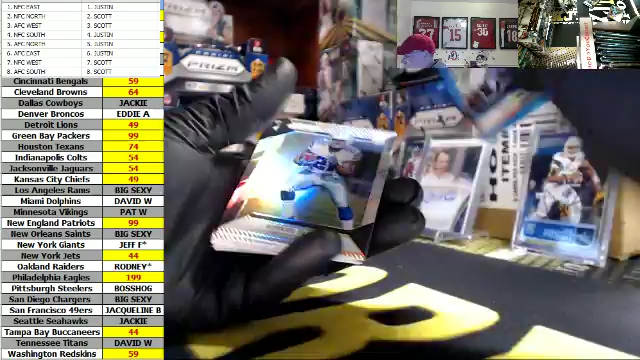 1. NFC EAST 1. JUSTIN
2. NFC NORTH 2. SCOTT
3. AFC WEST 3. SCOTT
4. NFC SOUTH 4. JUSTIN
5. AFC NORTH 5. JUSTIN
6. AFC EAST 6. JUSTIN
7. NFC WEST 7. SCOTT
8. AFC SOUTH 8. SCOTT
Cincinnati Bengals 59
Cleveland Browns 64
Dallas Cowboys JACKIE
Denver Broncos EDDIE A
Detroit Lions 49
Green Bay Packers 99
Houston Texans 74
Indianapolis Colts 54
Jacksonville Jaguars 54
Kansas City Chiefs 49
Los Angeles Rams BIG SEXY
Miami Dolphins DAVID W
Minnesota Vikings PAT W
New England Patriots 99
New Orleans Saints BIG SEXY
New York Giants JEFF F*
New York Jets 44
Oakland Raiders RODNEY*
Philadelphia Eagles 199
Pittsburgh Steelers BOSSHOG
San Diego Chargers BIG SEXY
San Francisco 49ers JACQUELINE B
Seattle Seahawks JACKIE
Tampa Bay Buccaneers 44
Tennessee Titans DAVID W
Washington Redskins 59
PRIZM
27 15 36 18
HO
ITEM